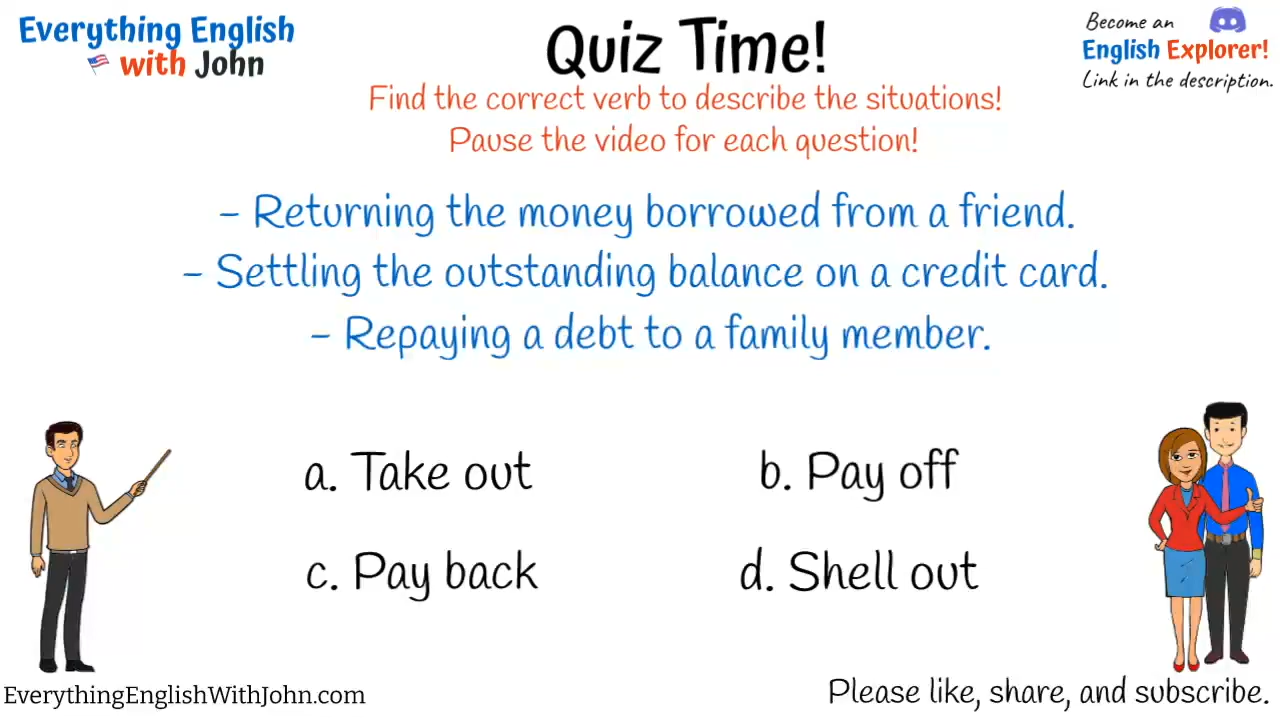 Everything English
with John
Quiz Time!
Find the correct verb to describe the situations!
Pause the video for each question!
Become an
English Explorer!
Link in the description.
- Returning the money borrowed from a friend.
- Settling the outstanding balance on a credit card.
- Repaying a debt to a family member.
a. Take out
b. Pay off
c. Pay back
d. Shell out
EverythingEnglishWithJohn.com
Please like, share, and subscribe.